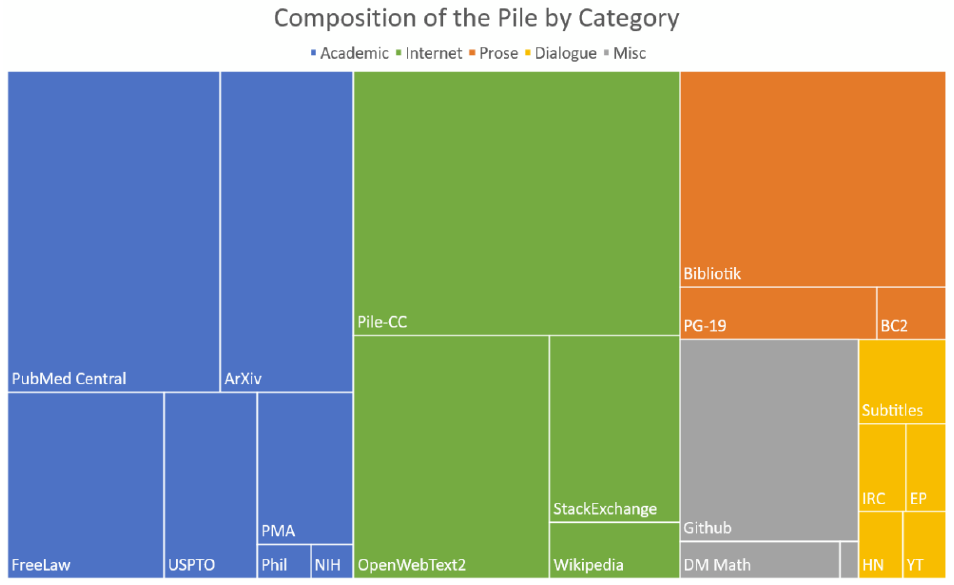 Composition of the Pile by Category
Academic Internet Prose Dialogue Misc
PubMed Central
ArXiv
FreeLaw
USPTO
PMA
Phil
NIH
Pile-CC
OpenWebText2
StackExchange
Wikipedia
Bibliotik
PG-19
BC2
Github
DM Math
Subtitles
IRC
EP
HN
YT